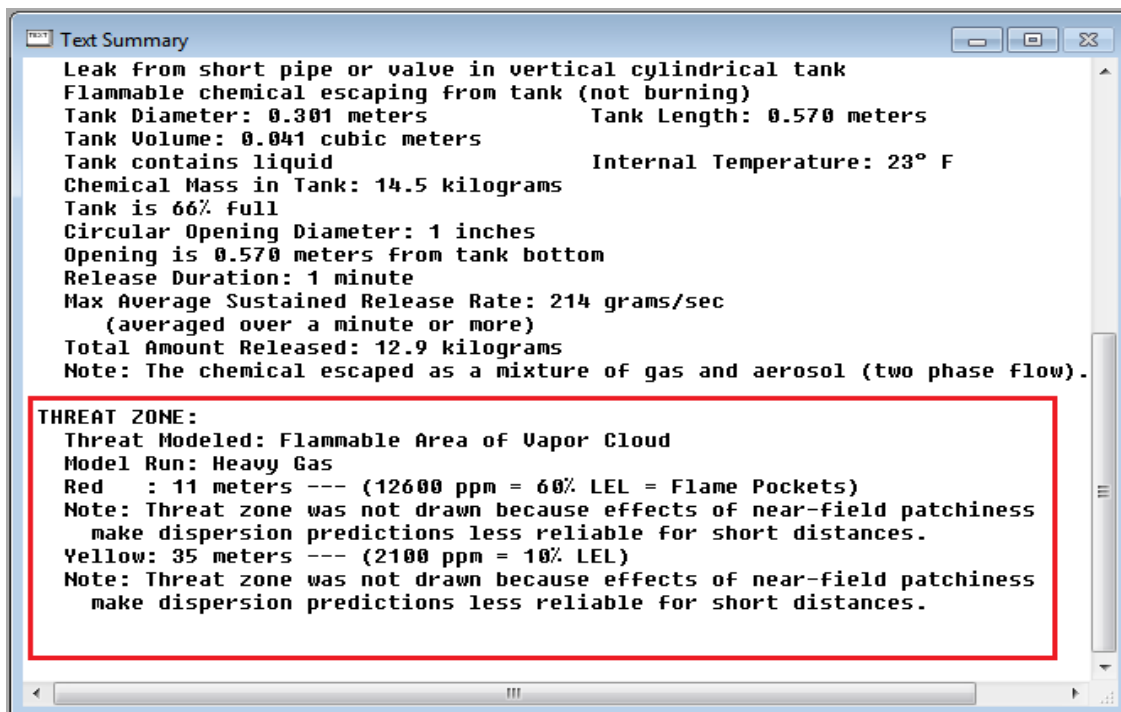 Text Summary
Leak from short pipe or valve in vertical cylindrical tank
Flammable chemical escaping from tank (not burning)
Tank Diameter: 0.301 meters Tank Length: 0.570 meters
Tank Volume: 0.041 cubic meters
Tank contains liquid Internal Temperature: 23° F
Chemical Mass in Tank: 14.5 kilograms
Tank is 66% full
Circular Opening Diameter: 1 inches
Opening is 0.570 meters from tank bottom
Release Duration: 1 minute
Max Average Sustained Release Rate: 214 grams/sec
(averaged over a minute or more)
Total Amount Released: 12.9 kilograms
Note: The chemical escaped as a mixture of gas and aerosol (two phase flow).
THREAT ZONE:
Threat Modeled: Flammable Area of Vapor Cloud
Model Run: Heavy Gas
Red : 11 meters --- (12600 ppm = 60% LEL = Flame Pockets)
Note: Threat zone was not drawn because effects of near-field patchiness
make dispersion predictions less reliable for short distances.
Yellow: 35 meters --- (2100 ppm = 10% LEL)
Note: Threat zone was not drawn because effects of near-field patchiness
make dispersion predictions less reliable for short distances.